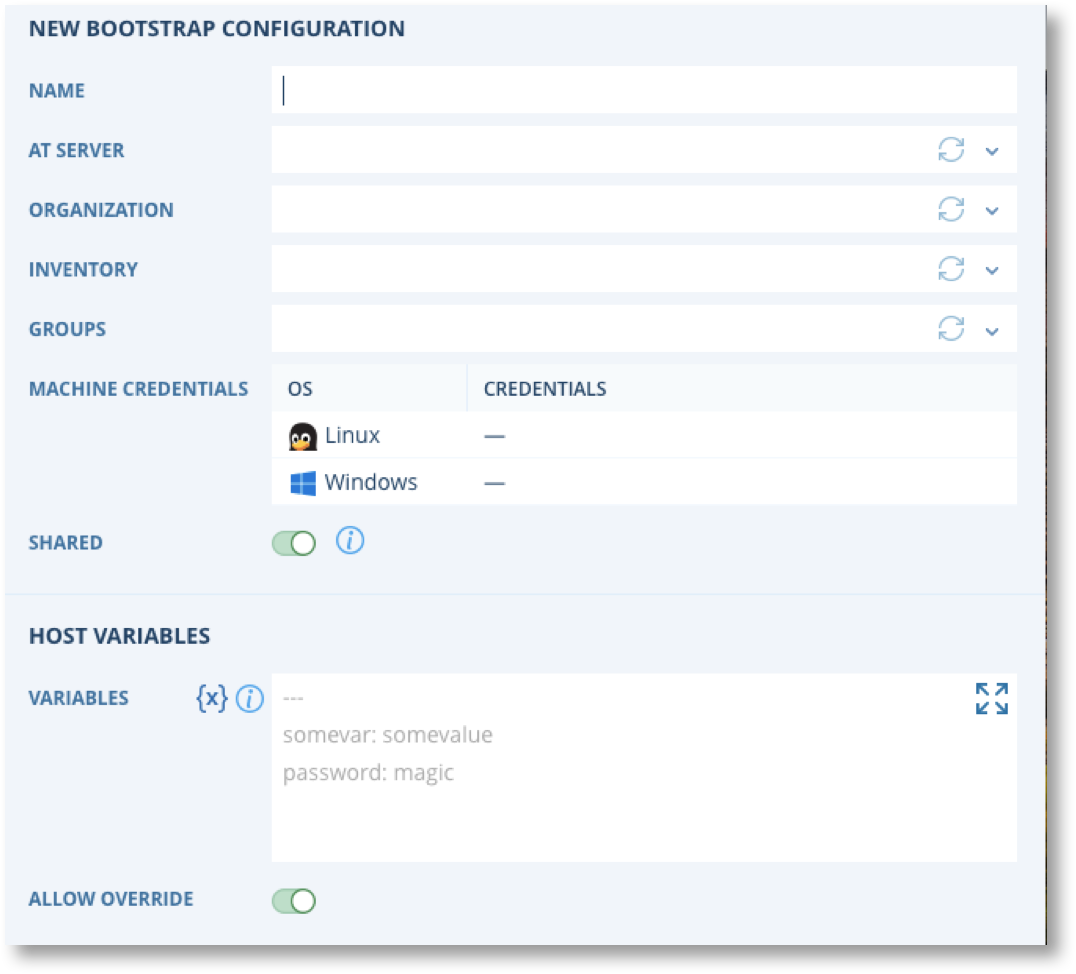 NEW BOOTSTRAP CONFIGURATION
NAME
AT SERVER
ORGANIZATION
INVENTORY
GROUPS
MACHINE CREDENTIALS OS CREDENTIALS
Linux —
Windows —
SHARED i
HOST VARIABLES
VARIABLES {x} i ---
somevar: somevalue
password: magic
ALLOW OVERRIDE